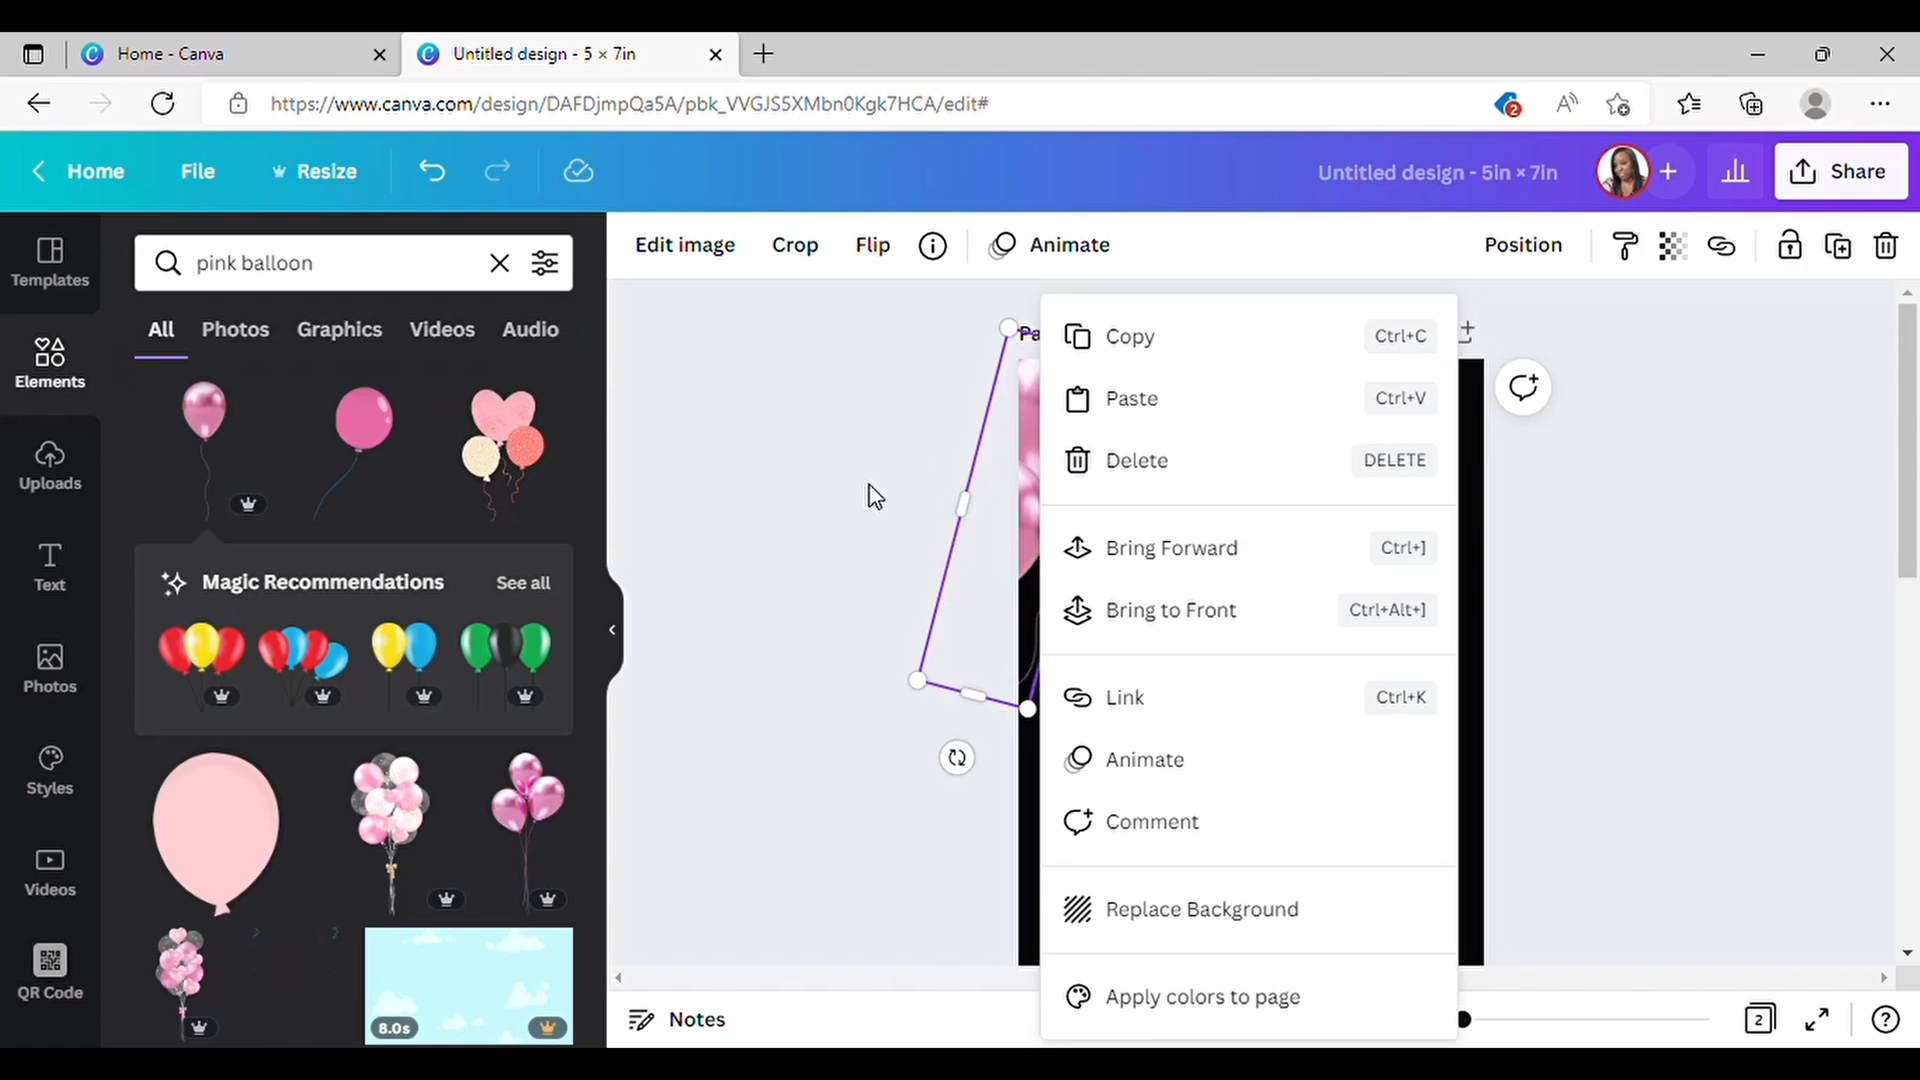 Home - Canva
Untitled design - 5 × 7in
https://www.canva.com/design/DAFDjmpQa5A/pbk_VVGJS5XMbn0Kgk7HCA/edit#
2
Home
File
Resize
Untitled design - 5in × 7in
Share
Templates
Elements
Uploads
Text
Photos
Styles
Videos
QR Code
pink balloon
All
Photos
Graphics
Videos
Audio
Magic Recommendations
See all
8.0s
Edit image
Crop
Flip
Animate
Position
Pa
Copy
Ctrl+C
Paste
Ctrl+V
Delete
DELETE
Bring Forward
Ctrl+]
Bring to Front
Ctrl+Alt+]
Link
Ctrl+K
Animate
Comment
Replace Background
Apply colors to page
Notes
2